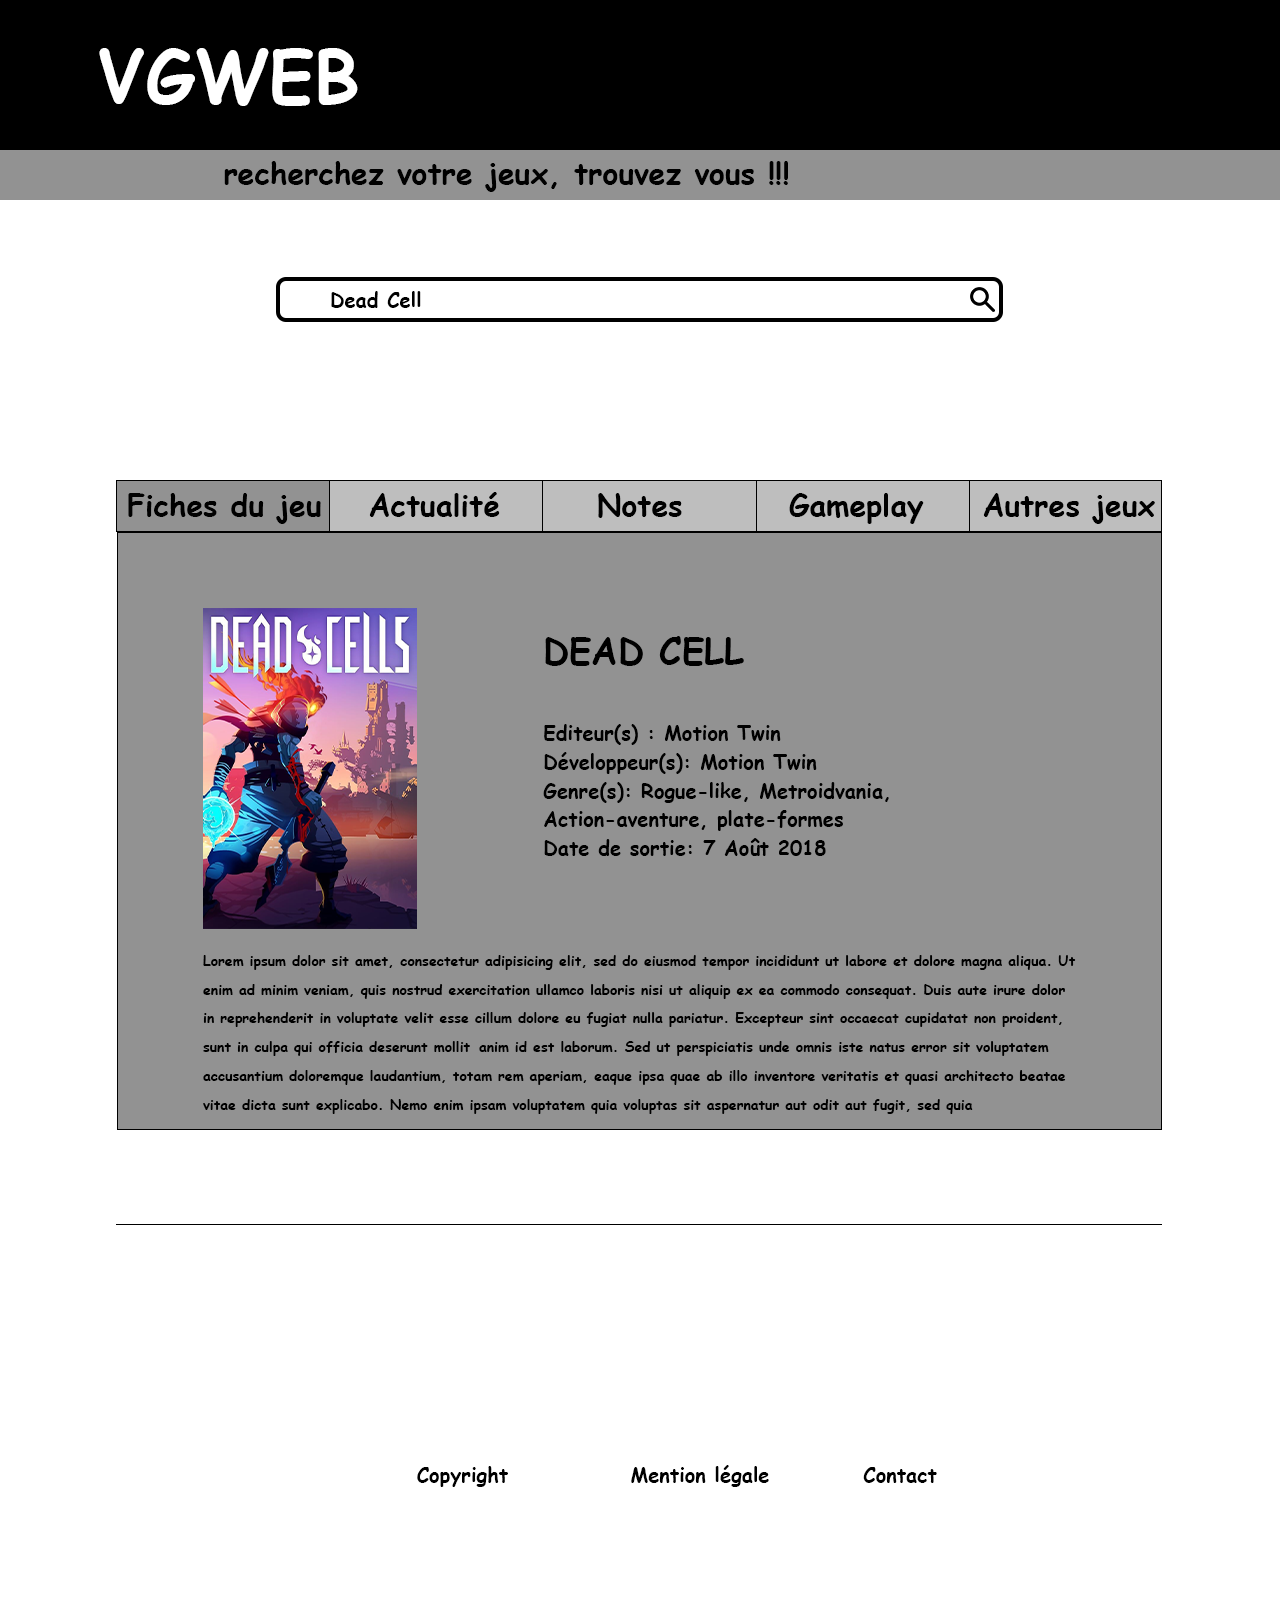 VGWEB
recherchez votre jeux, trouvez vous !!!
Dead Cell
Fiches du jeu Actualité Notes Gameplay Autres jeux
DEAD CELLS
DEAD CELL
Editeur(s) : Motion Twin
Développeur(s): Motion Twin
Genre(s): Rogue-like, Metroidvania,
Action-aventure, plate-formes
Date de sortie: 7 Août 2018
Lorem ipsum dolor sit amet, consectetur adipisicing elit, sed do eiusmod tempor incididunt ut labore et dolore magna aliqua. Ut
enim ad minim veniam, quis nostrud exercitation ullamco laboris nisi ut aliquip ex ea commodo consequat. Duis aute irure dolor
in reprehenderit in voluptate velit esse cillum dolore eu fugiat nulla pariatur. Excepteur sint occaecat cupidatat non proident,
sunt in culpa qui officia deserunt mollit anim id est laborum. Sed ut perspiciatis unde omnis iste natus error sit voluptatem
accusantium doloremque laudantium, totam rem aperiam, eaque ipsa quae ab illo inventore veritatis et quasi architecto beatae
vitae dicta sunt explicabo. Nemo enim ipsam voluptatem quia voluptas sit aspernatur aut odit aut fugit, sed quia
Copyright Mention légale Contact